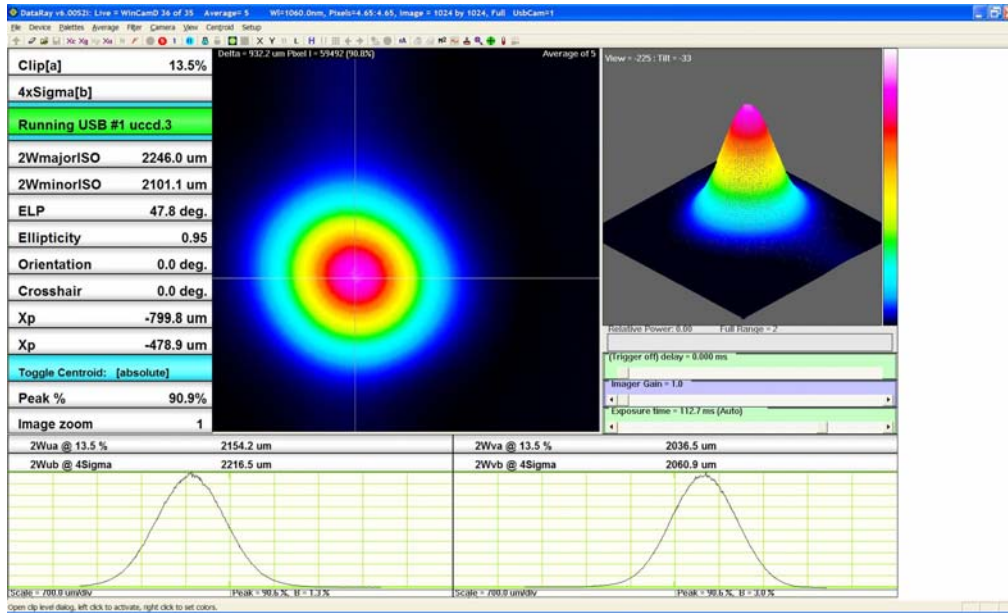 DataRay v6.00S2i: Live = WinCamD 36 of 35 Average= 5 Wl=1060.0nm, Pixels=4.65:4.65, Image = 1024 by 1024, Full UsbCam=1
File Device Palettes Average Filter Camera View Centroid Setup
Clip[a] 13.5%
4xSigma[b]
Running USB #1 uccd.3
2WmajorISO 2246.0 um
2WminorISO 2101.1 um
ELP 47.8 deg.
Ellipticity 0.95
Orientation 0.0 deg.
Crosshair 0.0 deg.
Xp -799.8 um
Xp -478.9 um
Toggle Centroid: [absolute]
Peak % 90.9%
Image zoom 1
Delta = 932.2 um Pixel I = 59492 (90.8%) Average of 5
View = -225 : Tilt = -33
Relative Power: 0.00 Full Range = 2
(Trigger off) delay = 0.000 ms
Imager Gain = 1.0
Exposure time = 112.7 ms (Auto)
2Wua @ 13.5 % 2154.2 um
2Wub @ 4Sigma 2216.5 um
2Wva @ 13.5 % 2036.5 um
2Wvb @ 4Sigma 2060.9 um
Scale = 700.0 um/div Peak = 90.6 %, B = 1.3 %
Scale = 700.0 um/div Peak = 90.6 %, B = 3.0 %
Open clip level dialog, left click to activate, right click to set colors.